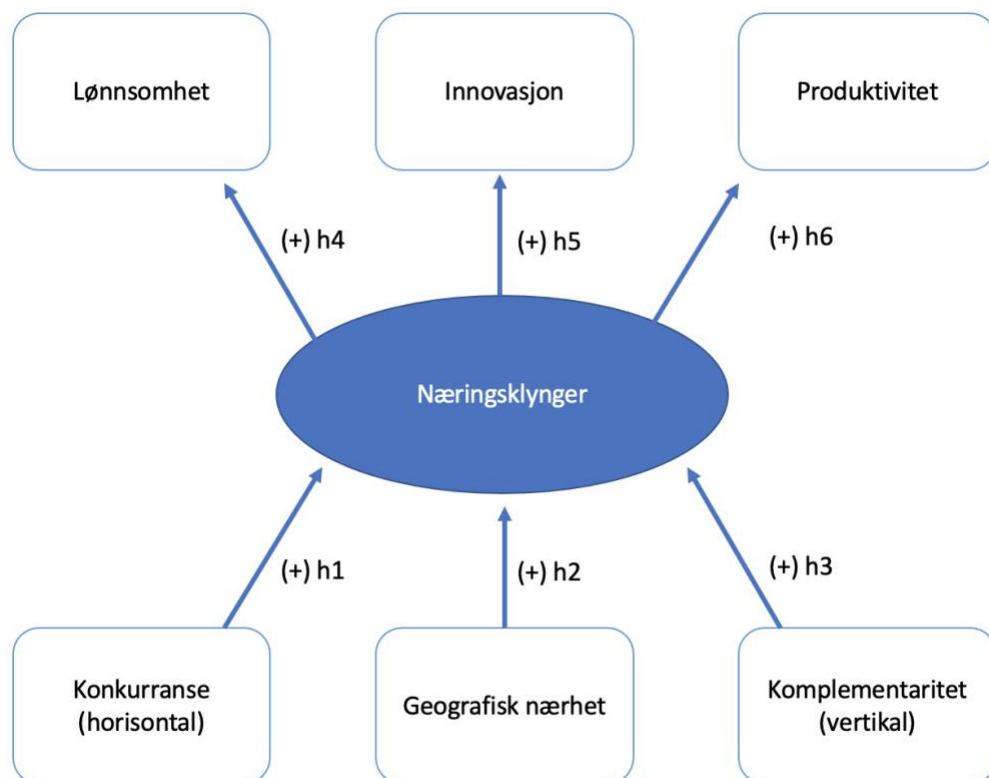 Lønnsomhet
Innovasjon
Produktivitet
(+) h4
(+) h5
(+) h6
Næringsklynger
(+) h1
(+) h2
(+) h3
Konkurranse
(horisontal)
Geografisk nærhet
Komplementaritet
(vertikal)